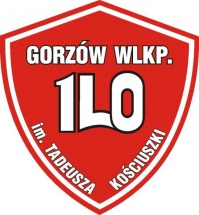 GORZÓW WLKP.
1LO
im. TADEUSZA KOŚCIUSZKI